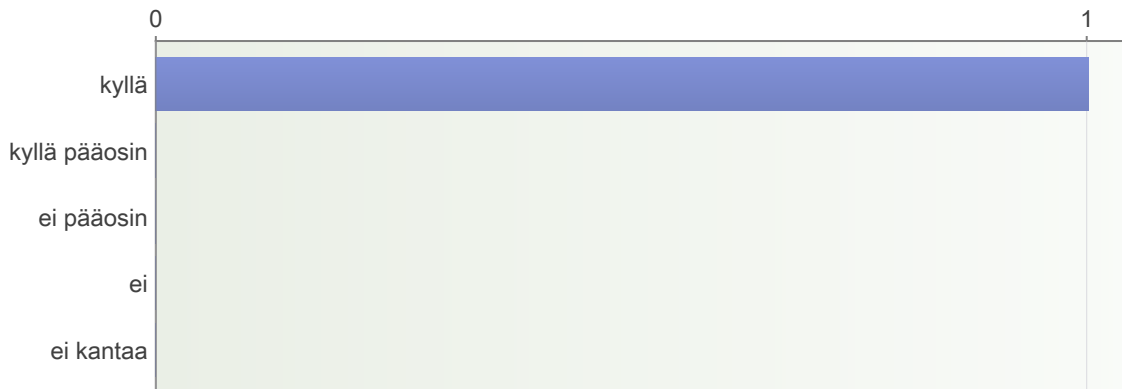 0 1
kyllä
kyllä pääosin
ei pääosin
ei
ei kantaa